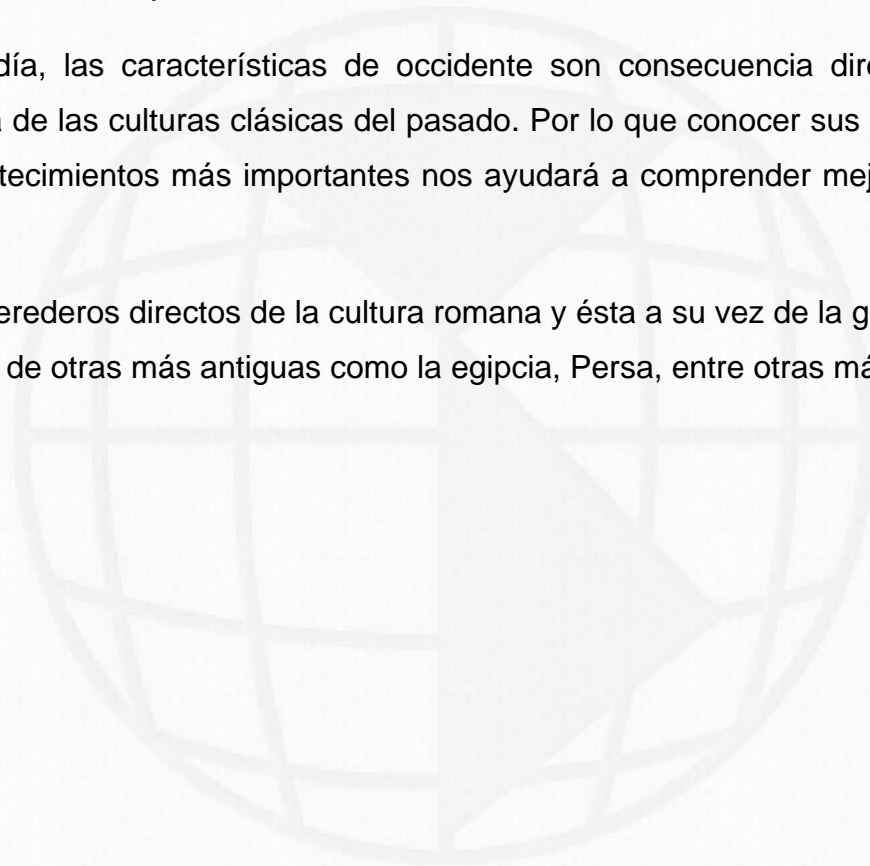 día, las características de occidente son consecuencia dir
de las culturas clásicas del pasado. Por lo que conocer sus
tecimientos más importantes nos ayudará a comprender mej
erederos directos de la cultura romana y ésta a su vez de la g
de otras más antiguas como la egipcia, Persa, entre otras má